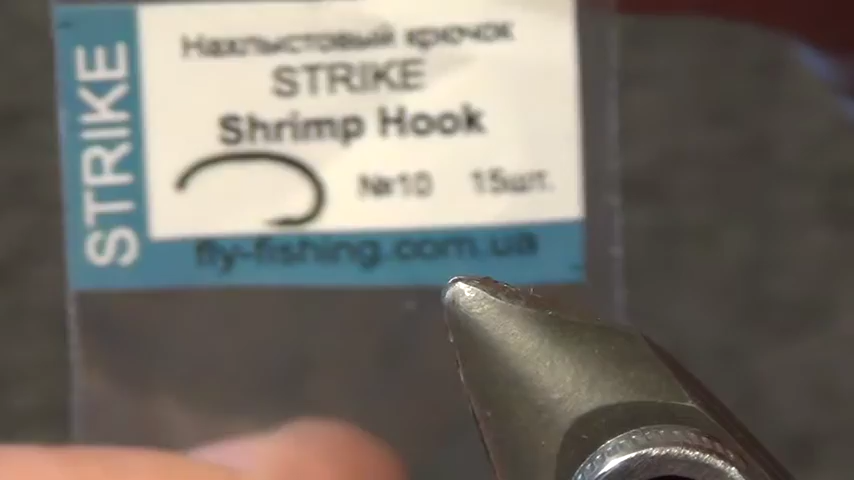 STRIKE
Нахлыстовый крючок
STRIKE
Shrimp Hook
№10 15шт.
fly-fishing.com.ua